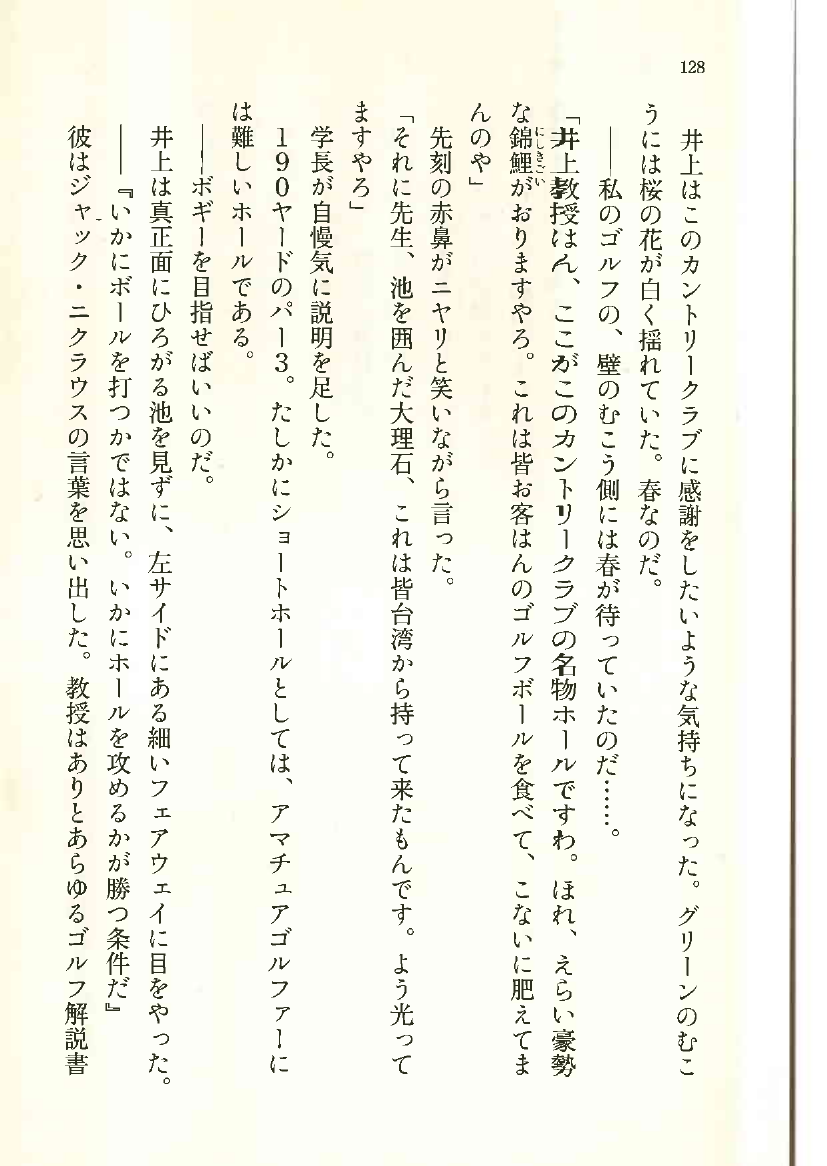 128
井上はこのカントリークラブに感謝をしたいような気持ちになった。グリーンのむこ
うには桜の花が白く揺れていた。春なのだ。
――私のゴルフの、壁のむこう側には春が待っていたのだ……。
「井上教授はん、ここがこのカントリークラブの名物ホールですわ。ほれ、えらい豪勢
な錦鯉がおりますやろ。これは皆お客はんのゴルフボールを食べて、こないに肥えてま
にしきごい
んのや」
先刻の赤鼻がニヤリと笑いながら言った。
「それに先生、池を囲んだ大理石、これは皆台湾から持って来たもんです。よう光って
ますやろ」
学長が自慢気に説明を足した。
190ヤードのパー3。たしかにショートホールとしては、アマチュアゴルファーに
は難しいホールである。
――ボギーを目指せばいいのだ。
井上は真正面にひろがる池を見ずに、左サイドにある細いフェアウェイに目をやった。
――『いかにボールを打つかではない。いかにホールを攻めるかが勝つ条件だ』
彼はジャック・ニクラウスの言葉を思い出した。教授はありとあらゆるゴルフ解説書